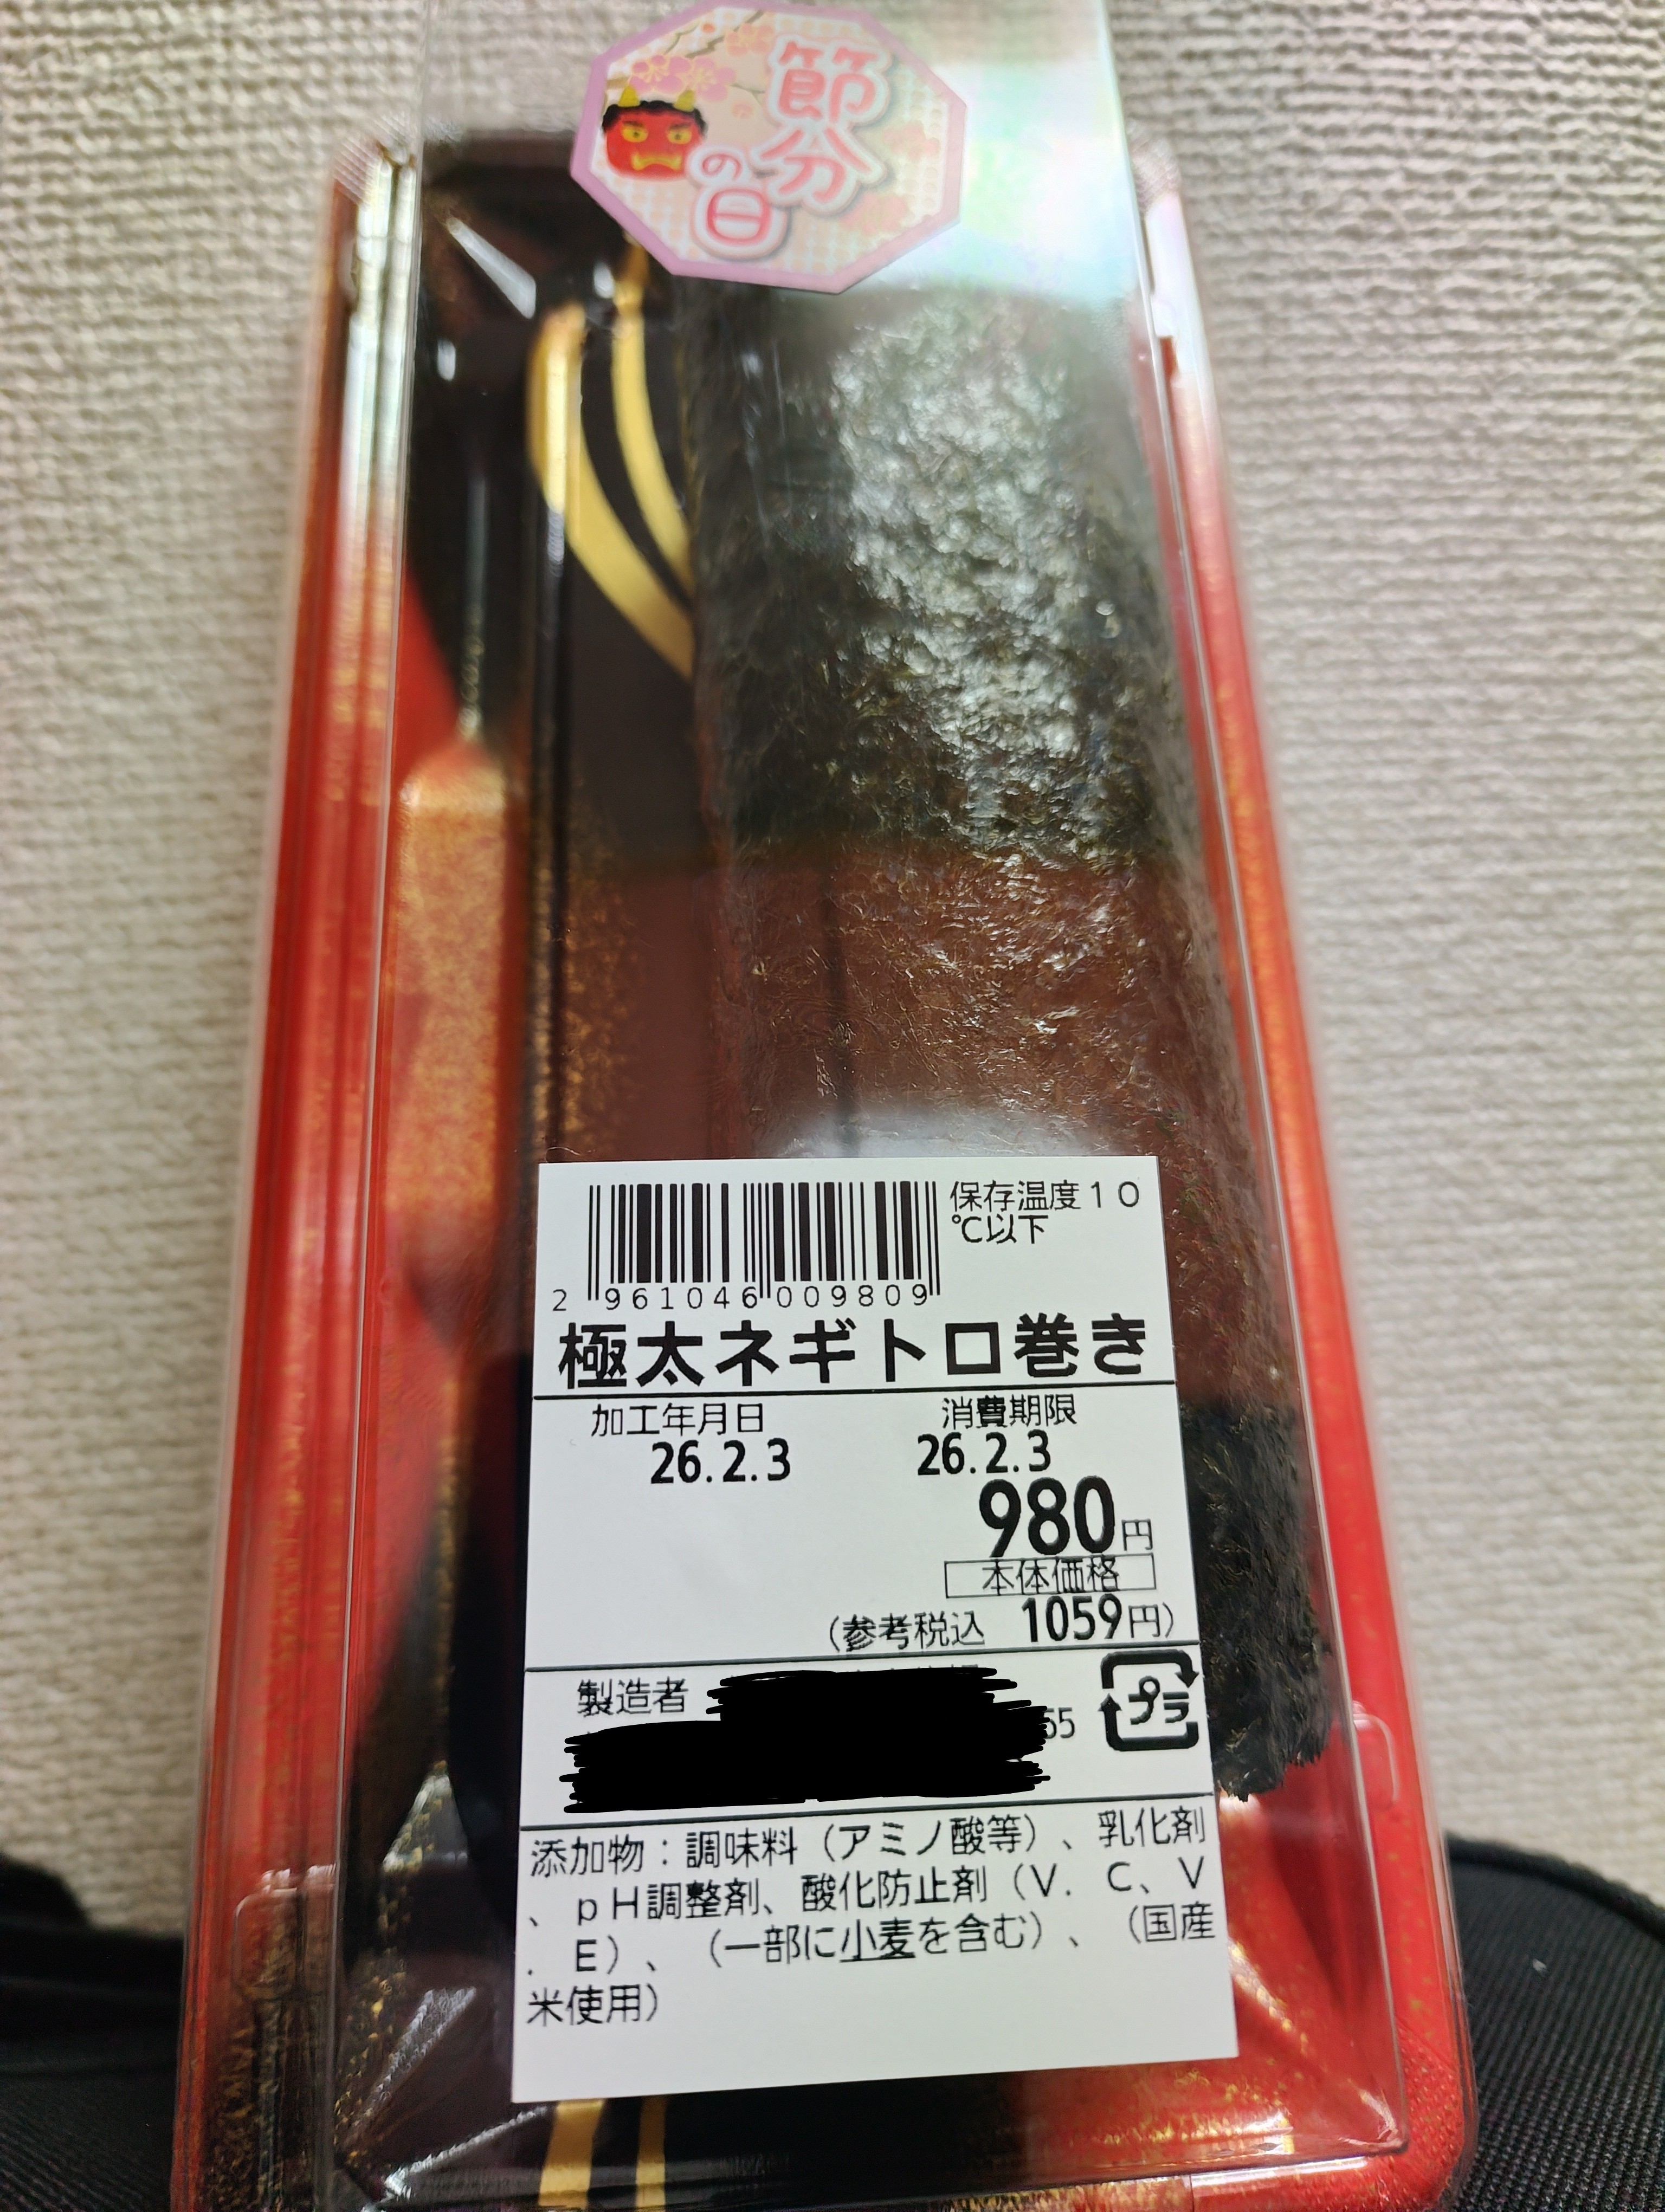 節分
の日
保存温度10
℃以下
2 961046 009809
極太ネギトロ巻き
加工年月日 消費期限
26.2.3 26.2.3
980円
本体価格
(参考税込 1059円)
製造者
55
プラ
添加物:調味料(アミノ酸等)、乳化剤
、pH調整剤、酸化防止剤(V.C、V
.E)、(一部に小麦を含む)、(国産
米使用)